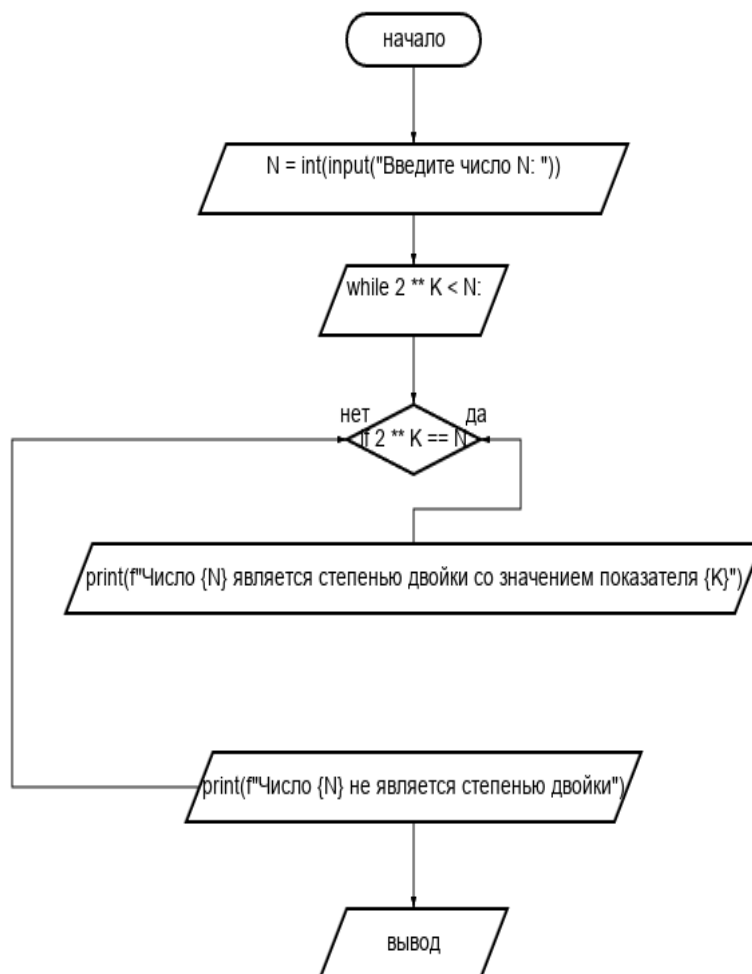 начало
N = int(input("Введите число N: "))
while 2 ** K < N:
нет
да
if 2 ** K == N
print(f"Число {N} является степенью двойки со значением показателя {K}")
print(f"Число {N} не является степенью двойки")
вывод